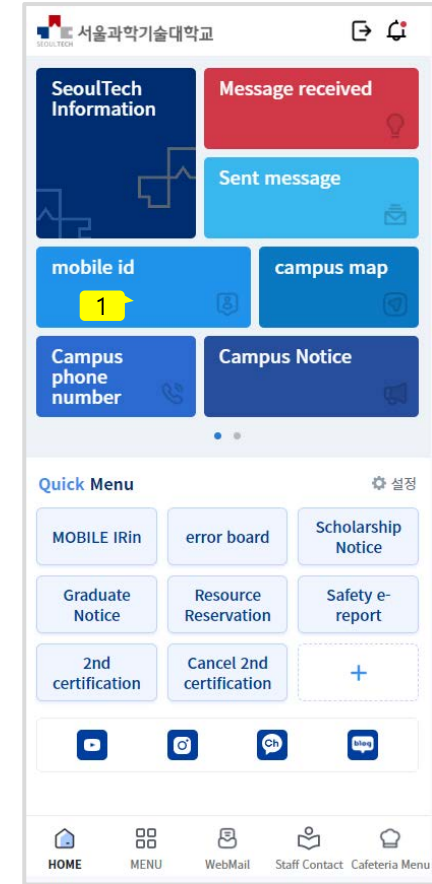 SEOULTECH 서울과학기술대학교
SeoulTech
Information
Message received
Sent message
mobile id
1
campus map
Campus
phone
number
Campus Notice
Quick Menu
설정
MOBILE IRin
error board
Scholarship
Notice
Graduate
Notice
Resource
Reservation
Safety e-
report
2nd
certification
Cancel 2nd
certification
+
Ch
blog
HOME
MENU
WebMail
Staff Contact
Cafeteria Menu